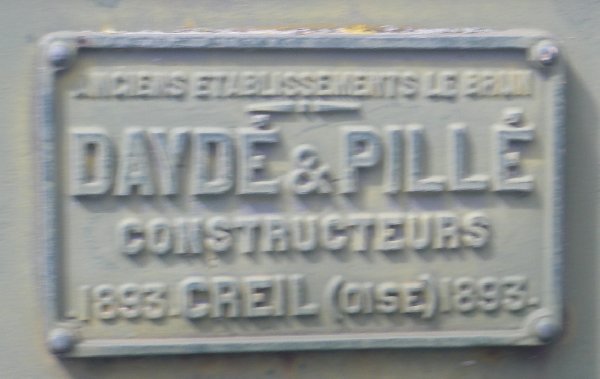 ANCIENS ETABLISSEMENTS LE BRUN
DAYDÉ & PILLÉ
CONSTRUCTEURS
1893. CREIL (OISE) 1893.